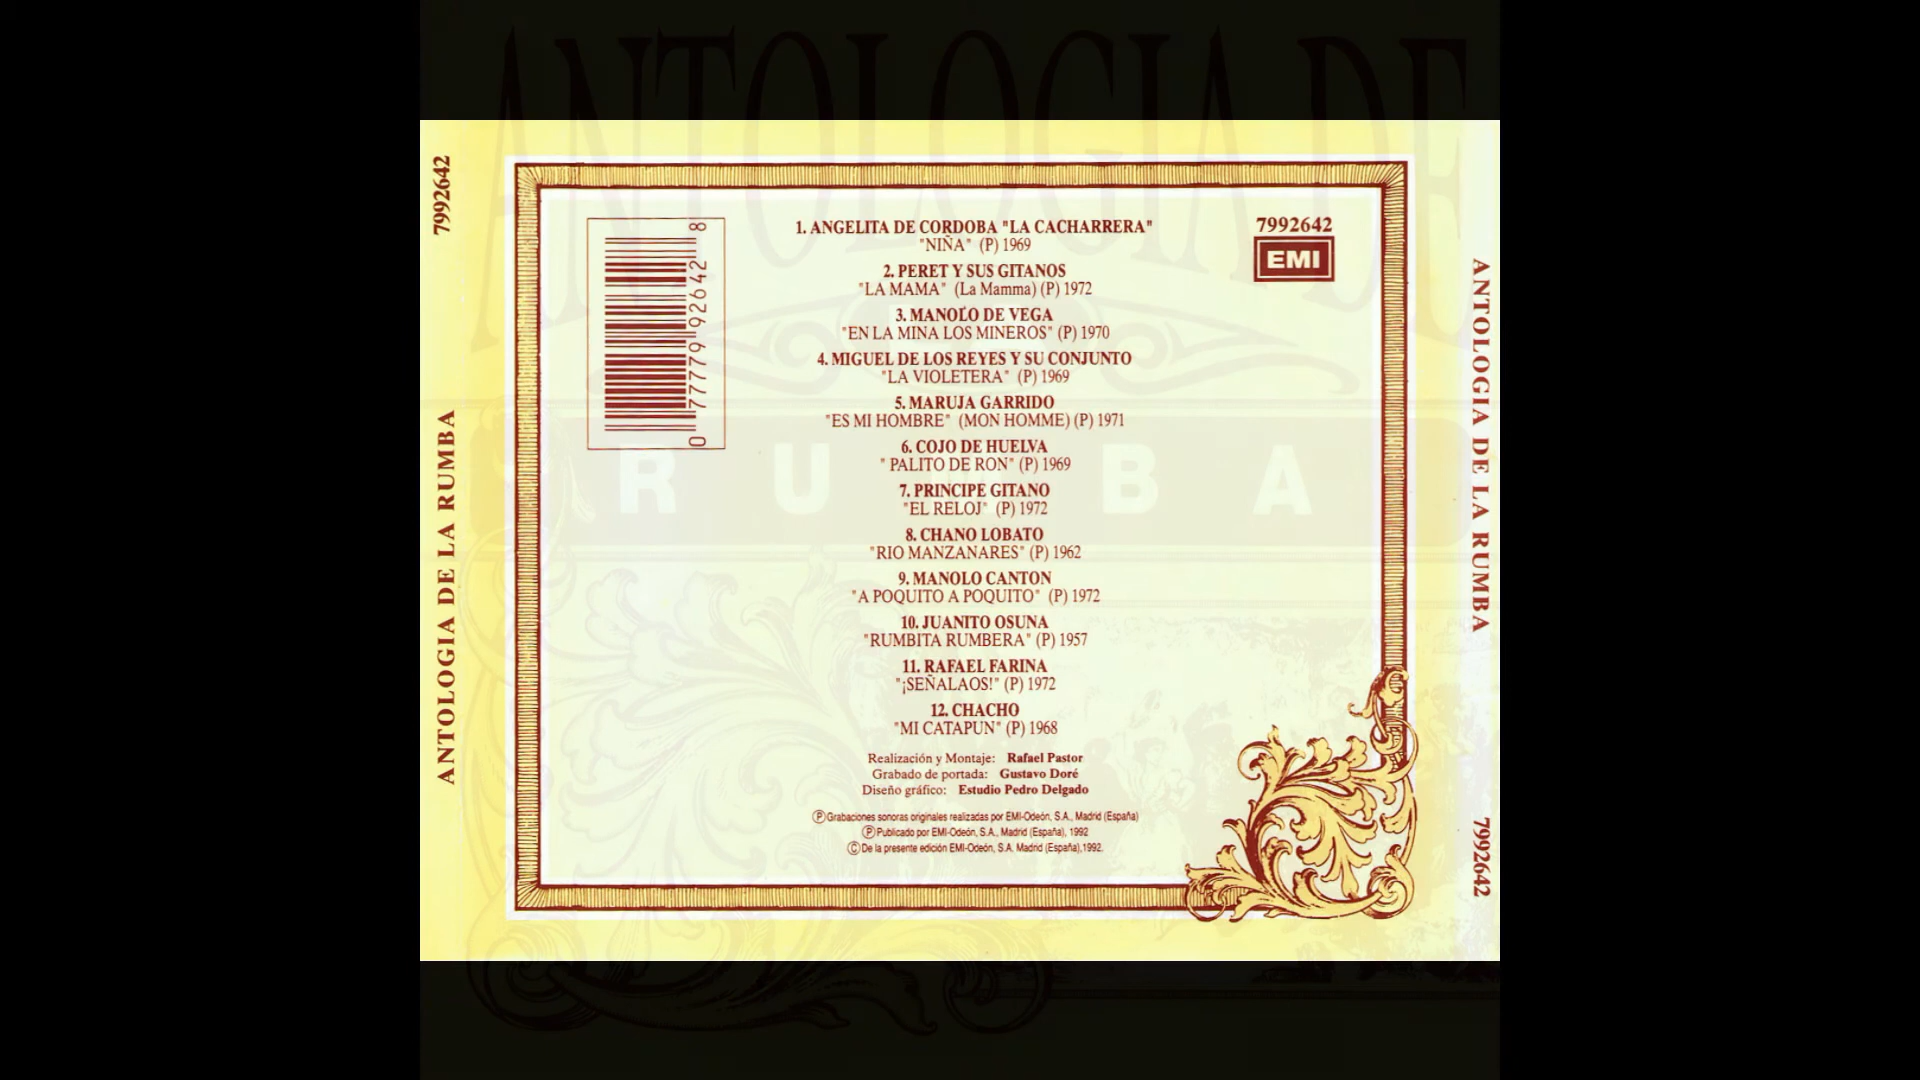 ANTOLOGIA DE
RUMBA
7992642
ANTOLOGIA DE LA RUMBA
0 77779 92642 8
1. ANGELITA DE CORDOBA "LA CACHARRERA"
"NIÑA" (P) 1969
2. PERET Y SUS GITANOS
"LA MAMA" (La Mamma) (P) 1972
3. MANOLO DE VEGA
"EN LA MINA LOS MINEROS" (P) 1970
4. MIGUEL DE LOS REYES Y SU CONJUNTO
"LA VIOLETERA" (P) 1969
5. MARUJA GARRIDO
"ES MI HOMBRE" (MON HOMME) (P) 1971
6. COJO DE HUELVA
" PALITO DE RON" (P) 1969
7. PRINCIPE GITANO
"EL RELOJ" (P) 1972
8. CHANO LOBATO
"RIO MANZANARES" (P) 1962
9. MANOLO CANTON
"A POQUITO A POQUITO" (P) 1972
10. JUANITO OSUNA
"RUMBITA RUMBERA" (P) 1957
11. RAFAEL FARINA
"¡SEÑALAOS!" (P) 1972
12. CHACHO
"MI CATAPUN" (P) 1968
Realización y Montaje: Rafael Pastor
Grabado de portada: Gustavo Doré
Diseño gráfico: Estudio Pedro Delgado
Ⓟ Grabaciones sonoras originales realizadas por EMI-Odeón, S.A., Madrid (España)
Ⓟ Publicado por EMI-Odeón, S.A., Madrid (España), 1992
Ⓒ De la presente edición EMI-Odeón, S.A. Madrid (España),1992.
7992642
EMI
ANTOLOGIA DE LA RUMBA
7992642